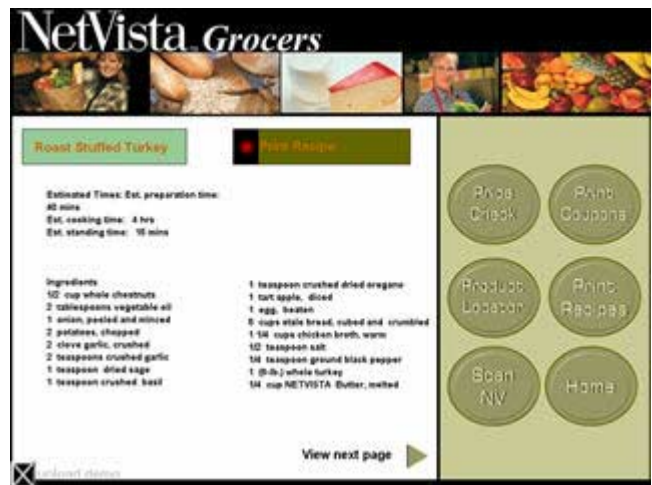 NetVista Grocers
Roast Stuffed Turkey
Print Recipe
Estimated Times: Est. preparation time:
40 mins
Est. cooking time: 4 hrs
Est. standing time: 15 mins
Ingredients
1/2 cup whole chestnuts
2 tablespoons vegetable oil
1 onion, peeled and minced
2 potatoes, chopped
2 clove garlic, crushed
2 teaspoons crushed garlic
1 teaspoon dried sage
1 teaspoon crushed basil
1 teaspoon crushed dried oregano
1 tart apple, diced
1 egg, beaten
6 cups stale bread, cubed and crumbled
1 1/4 cups chicken broth, warm
1/2 teaspoon salt
1/4 teaspoon ground black pepper
1 whole turkey
1/4 cup NETVISTA Butter, melted
View next page
Price
Check
Print
Coupons
Product
Locator
Print
Recipes
Scan
NV
Home
upload demo